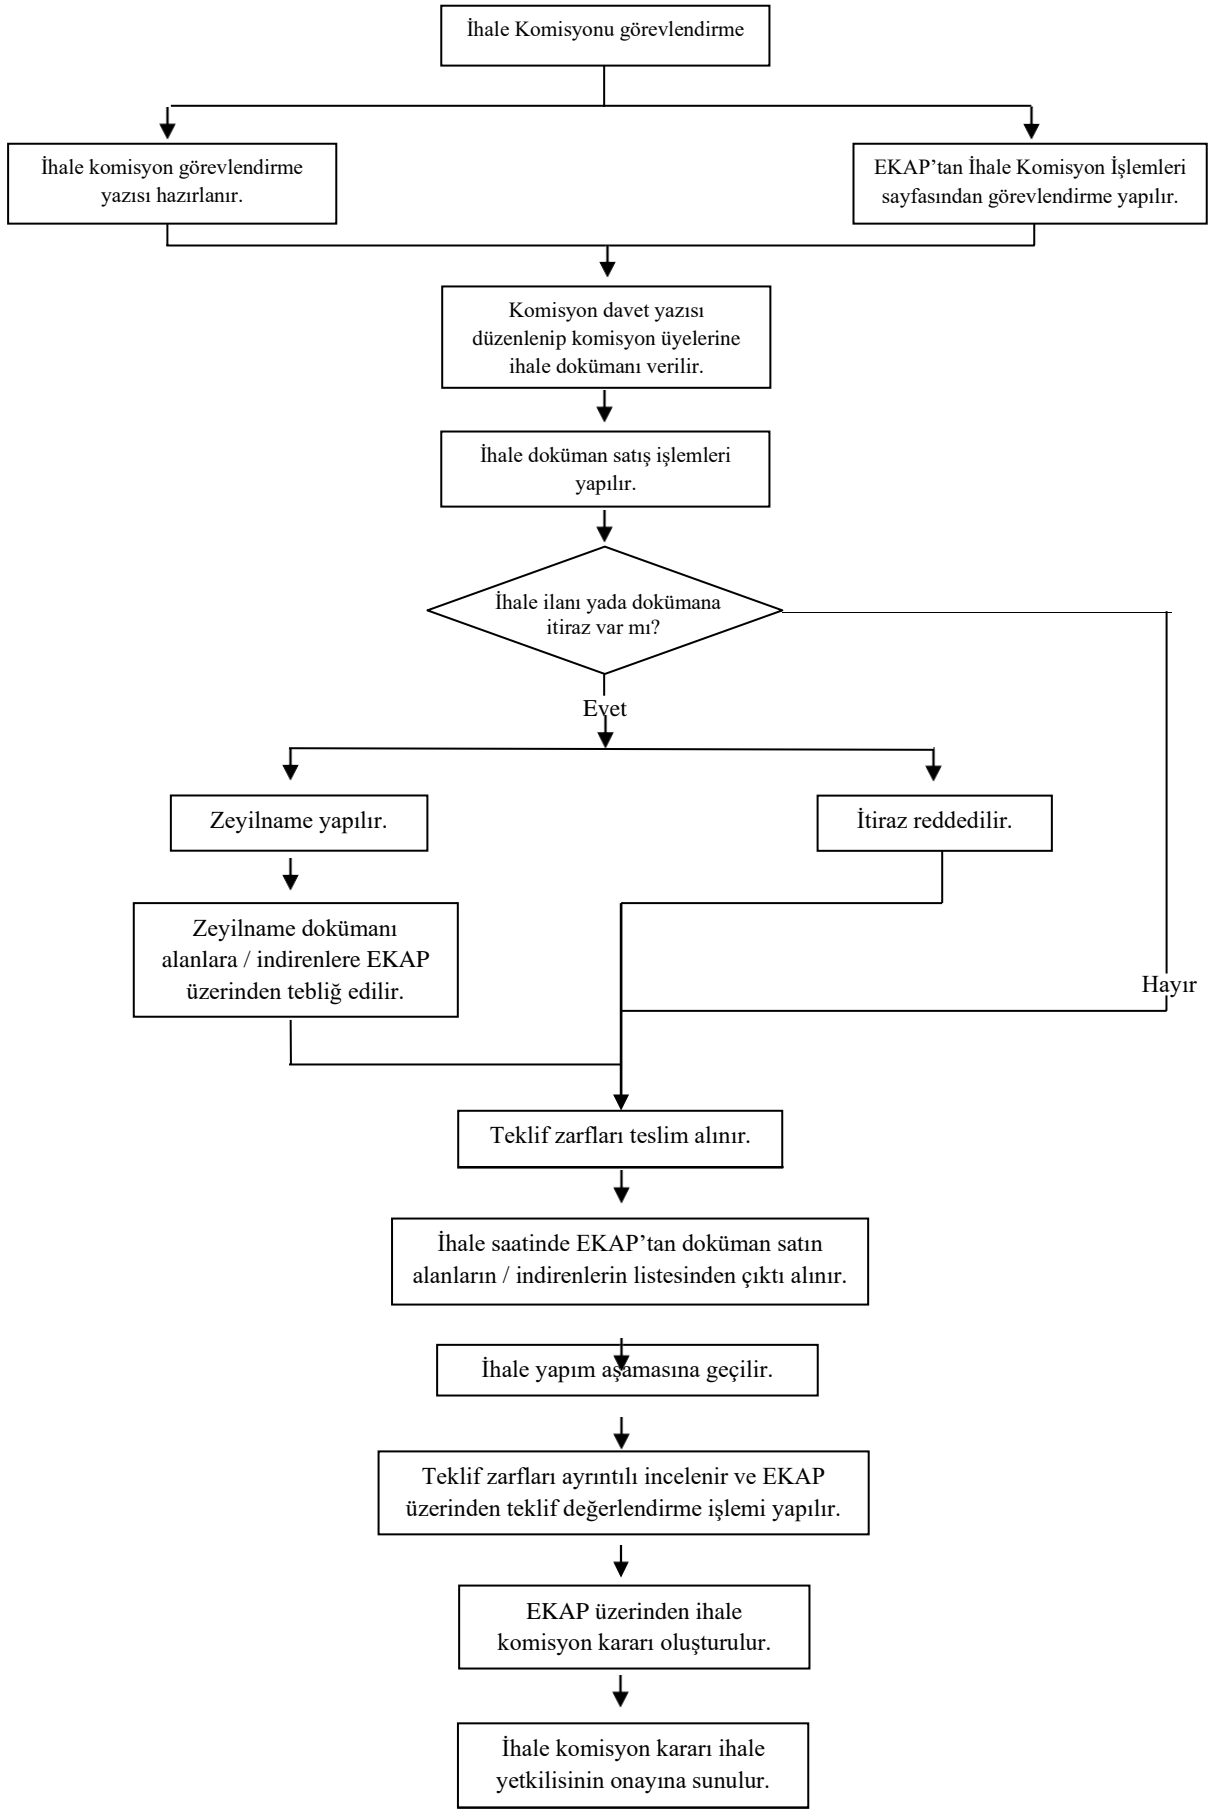 İhale Komisyonu görevlendirme
İhale komisyon görevlendirme
yazısı hazırlanır.
EKAP’tan İhale Komisyon İşlemleri
sayfasından görevlendirme yapılır.
Komisyon davet yazısı
düzenlenip komisyon üyelerine
ihale dokümanı verilir.
İhale doküman satış işlemleri
yapılır.
İhale ilanı yada dokümana
itiraz var mı?
Evet
Zeyilname yapılır.
İtiraz reddedilir.
Zeyilname dokümanı
alanlara / indirenlere EKAP
üzerinden tebliğ edilir.
Hayır
Teklif zarfları teslim alınır.
İhale saatinde EKAP’tan doküman satın
alanların / indirenlerin listesinden çıktı alınır.
İhale yapım aşamasına geçilir.
Teklif zarfları ayrıntılı incelenir ve EKAP
üzerinden teklif değerlendirme işlemi yapılır.
EKAP üzerinden ihale
komisyon kararı oluşturulur.
İhale komisyon kararı ihale
yetkilisinin onayına sunulur.